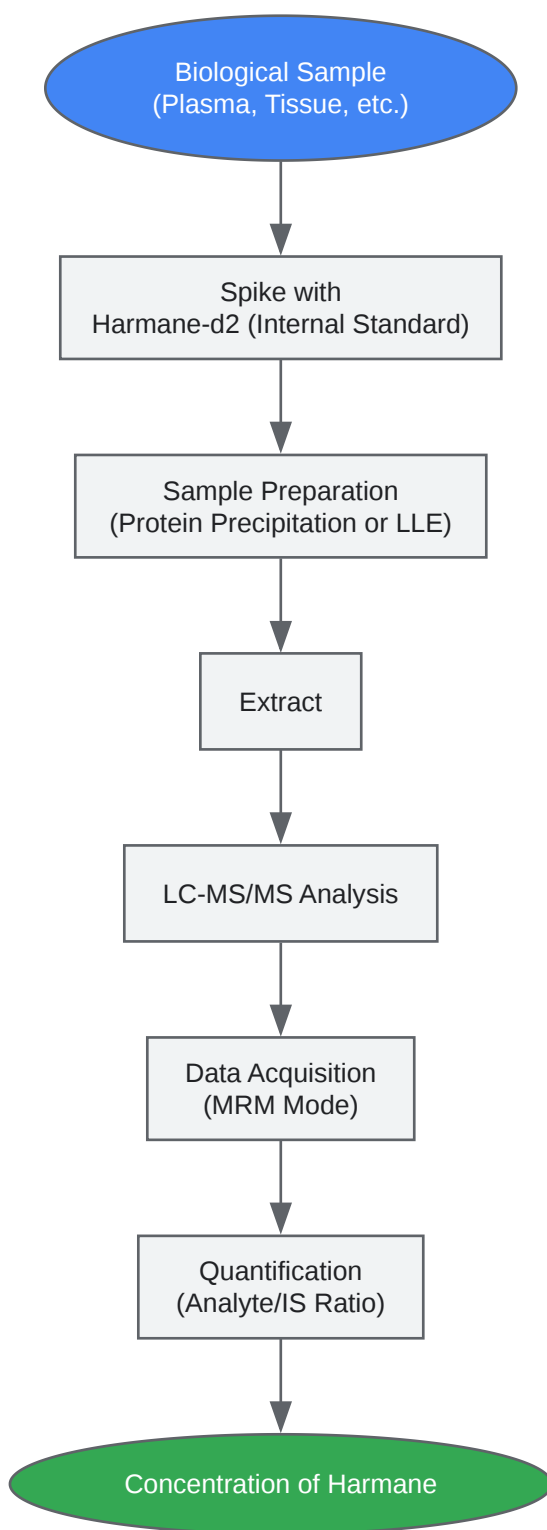 Biological Sample
(Plasma, Tissue, etc.)
Spike with
Harmane-d2 (Internal Standard)
Sample Preparation
(Protein Precipitation or LLE)
Extract
LC-MS/MS Analysis
Data Acquisition
(MRM Mode)
Quantification
(Analyte/IS Ratio)
Concentration of Harmane